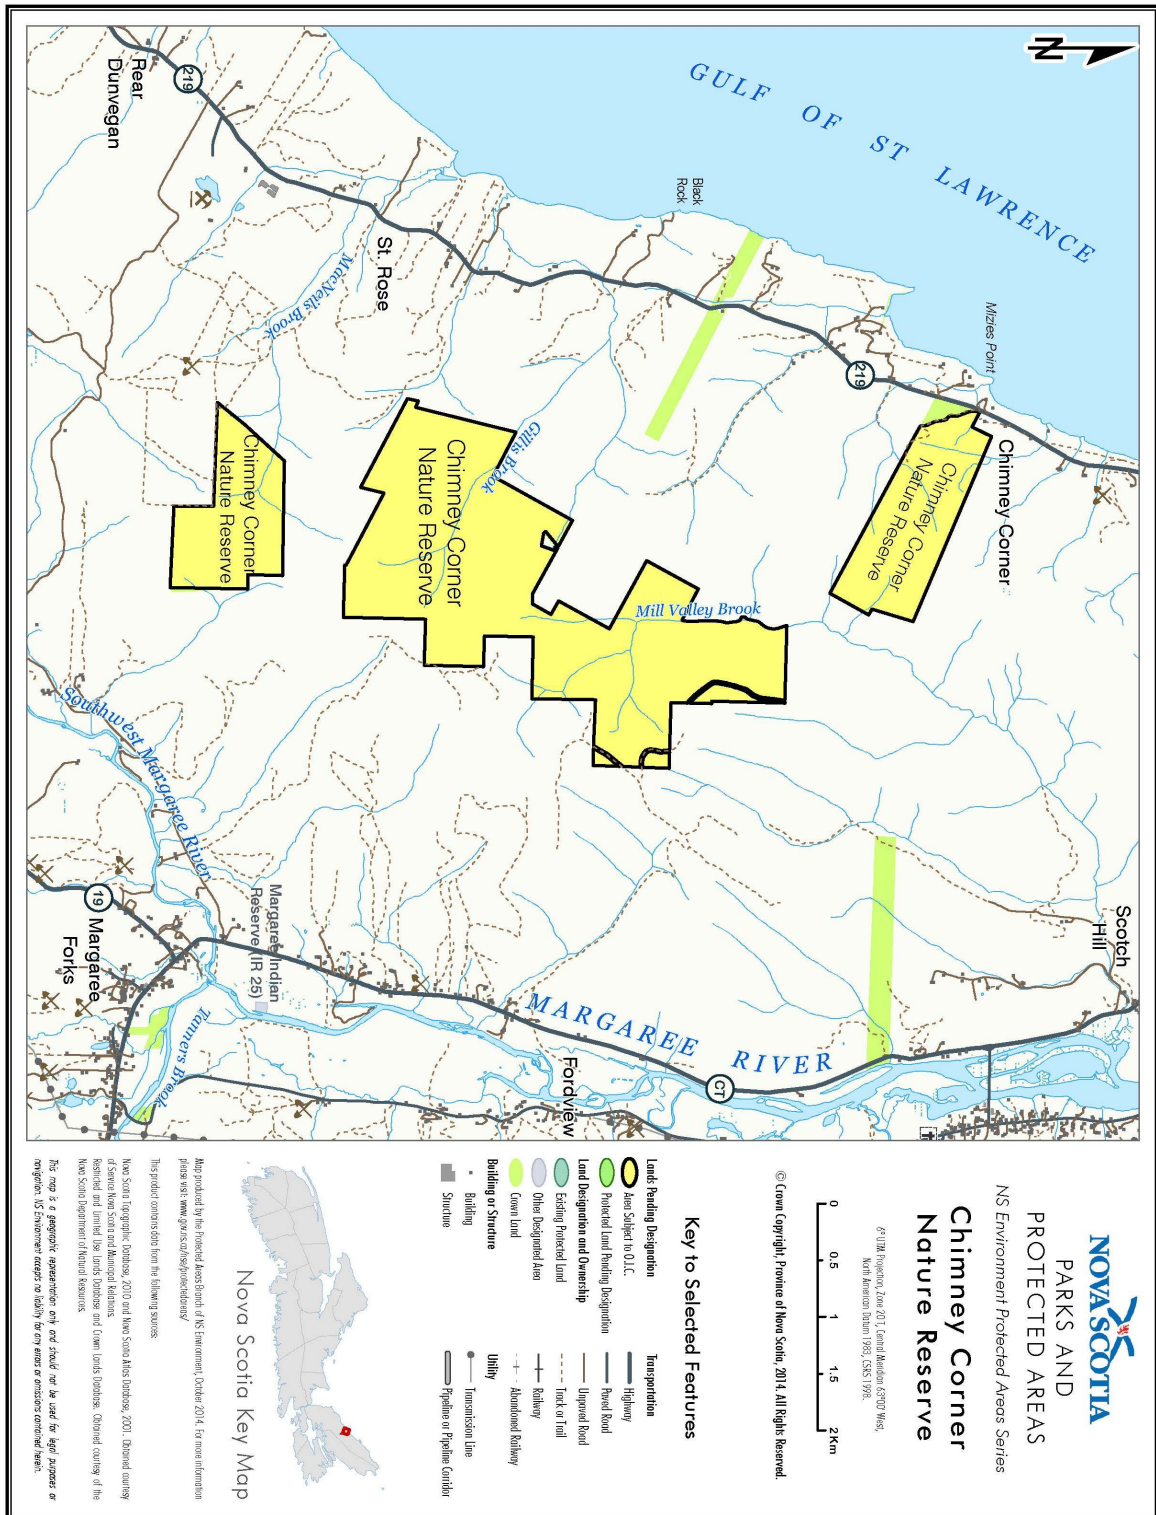 N
GULF OF ST LAWRENCE
Rear
Dunvegan
219
St. Rose
MacNeils Brook
Black
Rock
Mizies Point
219
Chimney Corner
Gillis Brook
Mill Valley Brook
Chimney Corner
Nature Reserve
Chimney Corner
Nature Reserve
Chimney Corner
Nature Reserve
Southwest Margaree River
19
Margaree
Forks
Margaree Indian
Reserve (IR 25)
Tanners Brook
MARGAREE RIVER
Fordview
CT
Scotch
Hill
NOVA SCOTIA
PARKS AND
PROTECTED AREAS
NS Environment Protected Areas Series
Chimney Corner
Nature Reserve
6° UTM Projection, Zone 20 T, Central Meridian 63°00' West,
North American Datum 1983, CSRS 1998.
0 0.5 1 1.5 2 Km
© Crown Copyright, Province of Nova Scotia, 2014. All Rights Reserved.
Key to Selected Features
Lands Pending Designation
Area Subject to O.I.C.
Protected Land Pending Designation
Land Designation and Ownership
Existing Protected Land
Other Designated Area
Crown Land
Building or Structure
Building
Structure
Transportation
Highway
Paved Road
Unpaved Road
Track or Trail
Railway
Abandoned Railway
Utility
Transmission Line
Pipeline or Pipeline Corridor
Nova Scotia Key Map
Map produced by the Protected Areas Branch of NS Environment, October 2014. For more information
please visit: www.gov.ns.ca/nse/protectedareas/
This product contains data from the following sources:
Nova Scotia Topographic Database, 2010 and Nova Scotia Atlas Database, 2001. Obtained courtesy
of Service Nova Scotia and Municipal Relations.
Restricted and Limited Use Lands Database and Crown Lands Database. Obtained courtesy of the
Nova Scotia Department of Natural Resources.
This map is a geographic representation only and should not be used for legal purposes or
navigation. NS Environment accepts no liability for any errors or omissions contained herein.